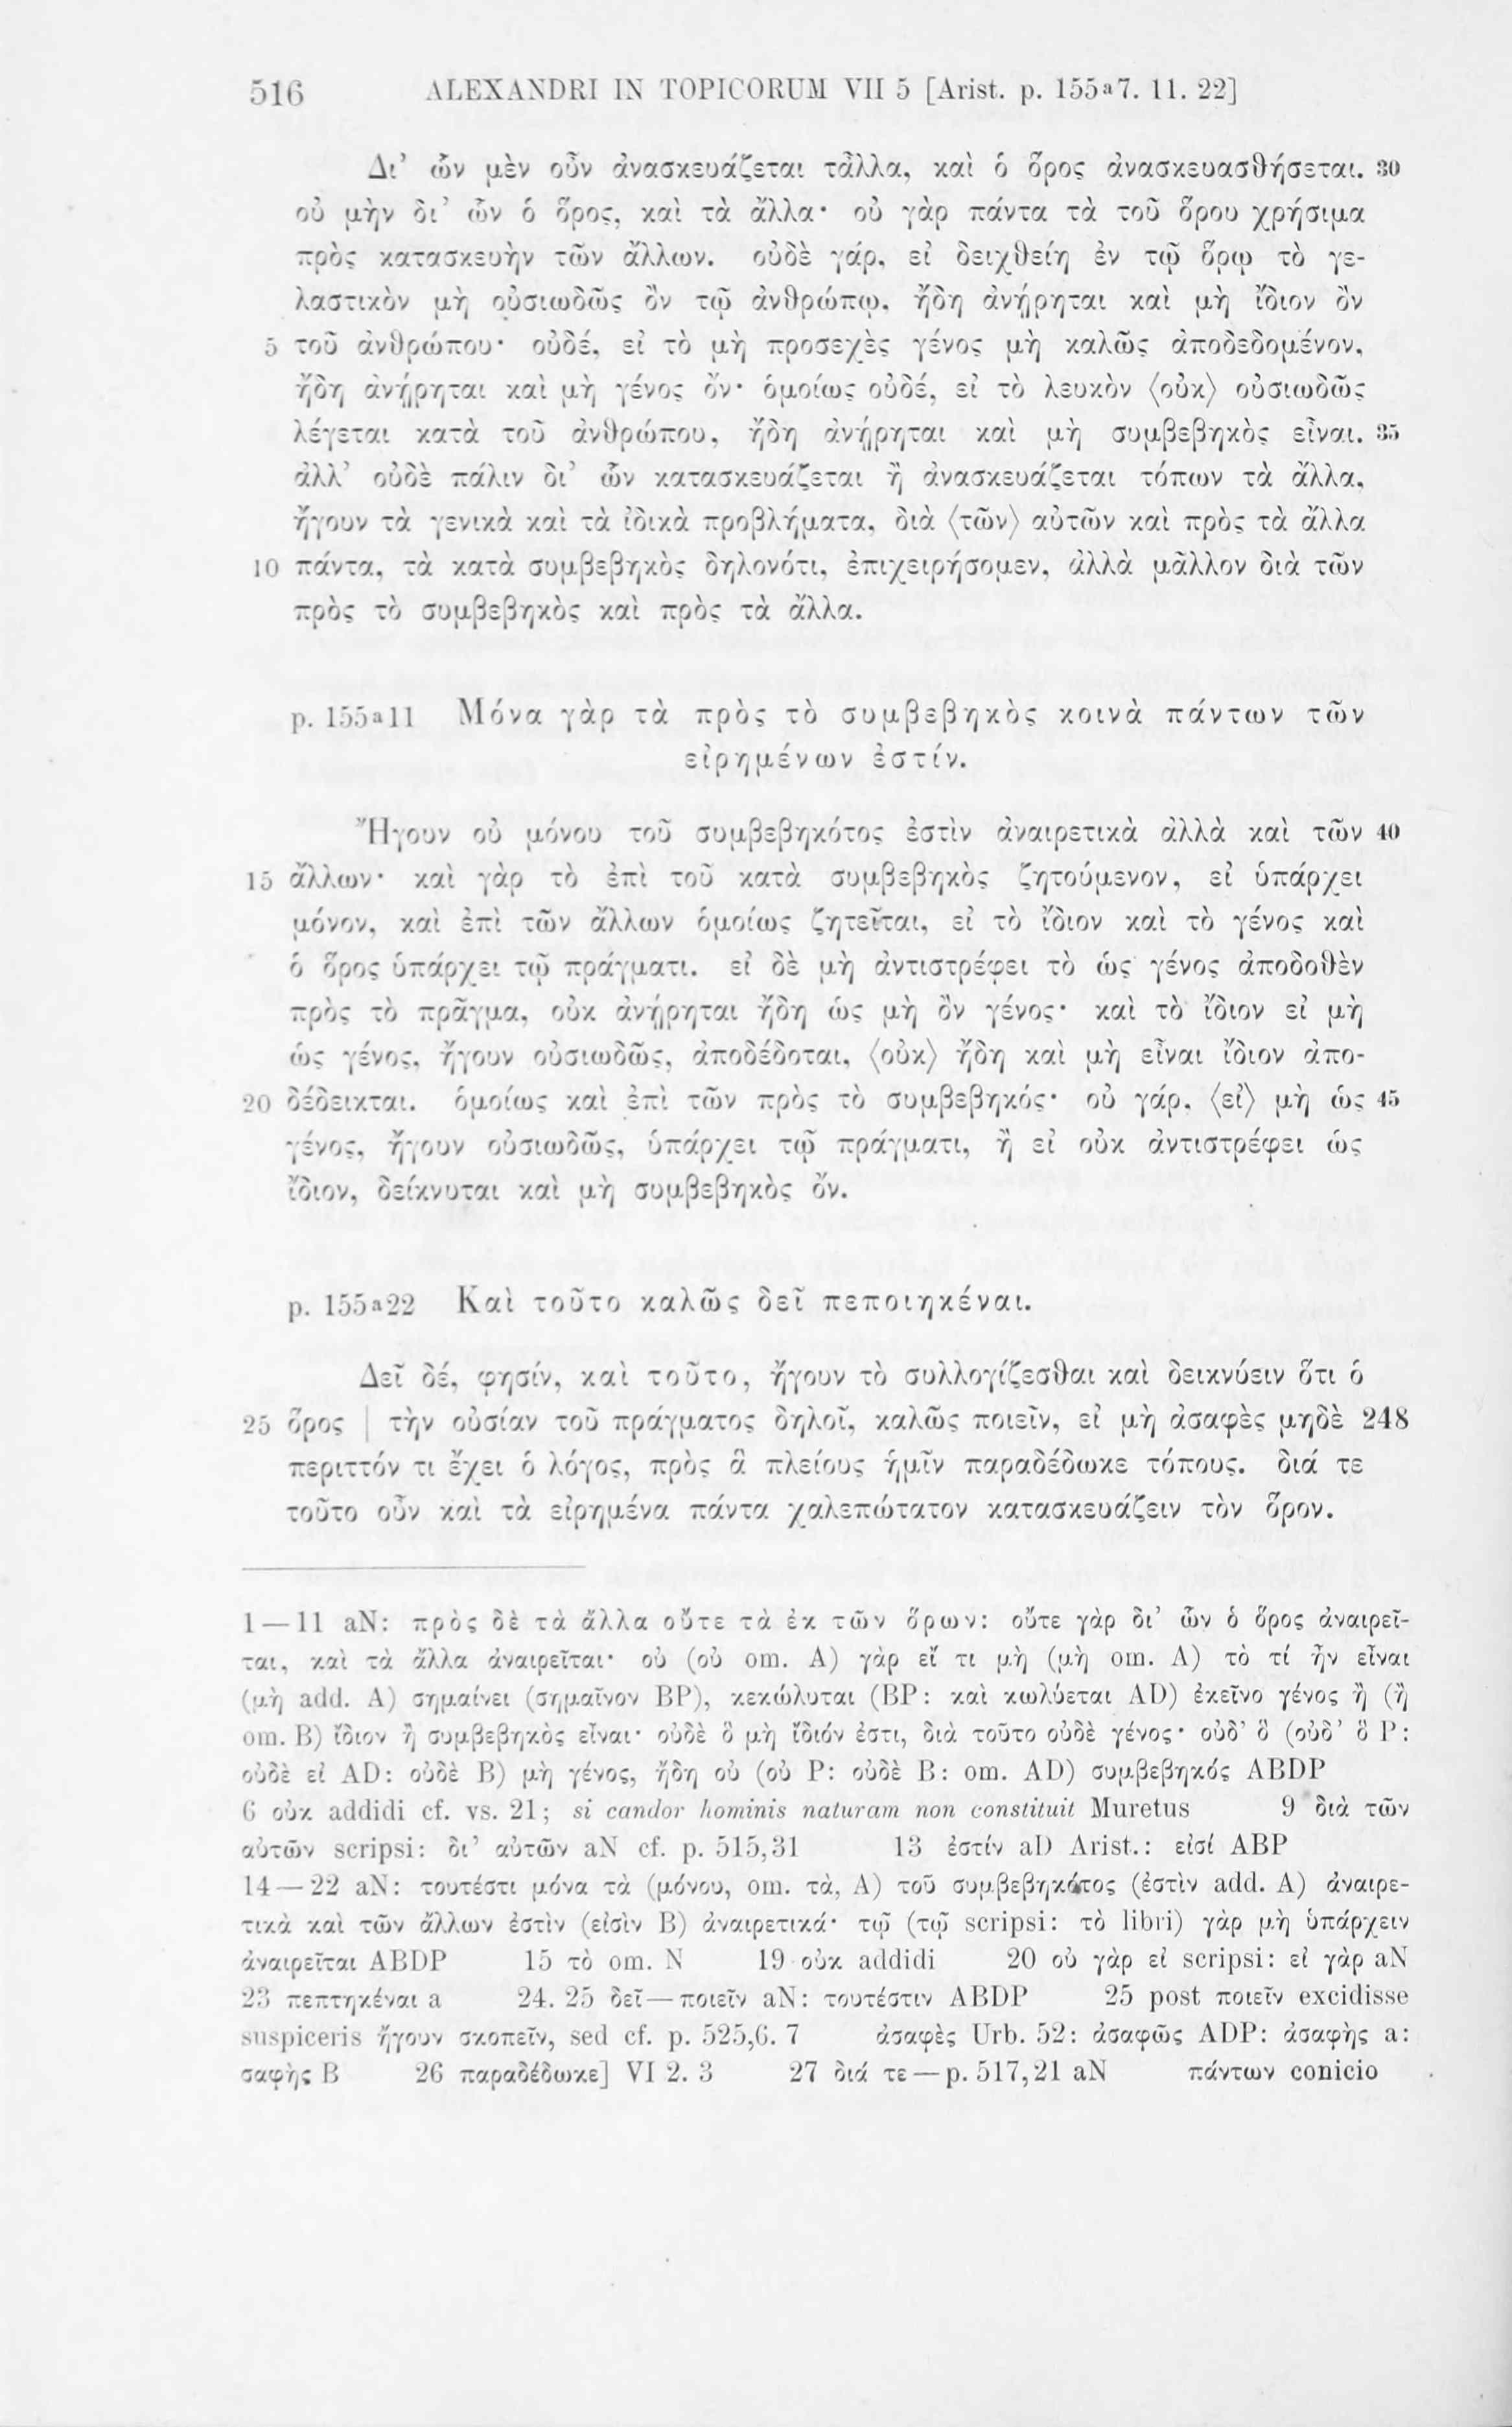 516 ALEXANDRI IN TOPICORUM VII 5 [Arist. p. 155ᵃ7. 11. 22]
Δι’ ὧν μὲν οὖν ἀνασκευάζεται τἆλλα, καὶ ὁ ὅρος ἀνασκευασθήσεται. 30
οὐ μὴν δι’ ὧν ὁ ὅρος, καὶ τὰ ἄλλα· οὐ γὰρ πάντα τὰ τοῦ ὅρου χρήσιμα
πρὸς κατασκευὴν τῶν ἄλλων. οὐδὲ γάρ, εἰ δειχθείη ἐν τῷ ὅρῳ τὸ γε-
λαστικὸν μὴ οὐσιωδῶς ὂν τῷ ἀνθρώπῳ, ἤδη ἀνῄρηται καὶ μὴ ἴδιον ὂν
5 τοῦ ἀνθρώπου· οὐδέ, εἰ τὸ μὴ προσεχὲς γένος μὴ καλῶς ἀποδεδομένον,
ἤδη ἀνῄρηται καὶ μὴ γένος ὄν· ὁμοίως οὐδέ, εἰ τὸ λευκὸν ⟨οὐκ⟩ οὐσιωδῶς
λέγεται κατὰ τοῦ ἀνθρώπου, ἤδη ἀνῄρηται καὶ μὴ συμβεβηκὸς εἶναι. 35
ἀλλ’ οὐδὲ πάλιν δι’ ὧν κατασκευάζεται ἢ ἀνασκευάζεται τόπων τὰ ἄλλα,
ἤγουν τὰ γενικὰ καὶ τὰ ἰδικὰ προβλήματα, διὰ ⟨τῶν⟩ αὐτῶν καὶ πρὸς τὰ ἄλλα
10 πάντα, τὰ κατὰ συμβεβηκὸς δηλονότι, ἐπιχειρήσομεν, ἀλλὰ μᾶλλον διὰ τῶν
πρὸς τὸ συμβεβηκὸς καὶ πρὸς τὰ ἄλλα.
p. 155ᵃ11 Μόνα γὰρ τὰ πρὸς τὸ συμβεβηκὸς κοινὰ πάντων τῶν
εἰρημένων ἐστίν.
Ἤγουν οὐ μόνου τοῦ συμβεβηκότος ἐστὶν ἀναιρετικὰ ἀλλὰ καὶ τῶν 40
15 ἄλλων· καὶ γὰρ τὸ ἐπὶ τοῦ κατὰ συμβεβηκὸς ζητούμενον, εἰ ὑπάρχει
μόνον, καὶ ἐπὶ τῶν ἄλλων ὁμοίως ζητεῖται, εἰ τὸ ἴδιον καὶ τὸ γένος καὶ
ὁ ὅρος ὑπάρχει τῷ πράγματι. εἰ δὲ μὴ ἀντιστρέφει τὸ ὡς γένος ἀποδοθὲν
πρὸς τὸ πρᾶγμα, οὐκ ἀνῄρηται ἤδη ὡς μὴ ὂν γένος· καὶ τὸ ἴδιον εἰ μὴ
ὡς γένος, ἤγουν οὐσιωδῶς, ἀποδέδοται, ⟨οὐκ⟩ ἤδη καὶ μὴ εἶναι ἴδιον ἀπο-
20 δέδεικται. ὁμοίως καὶ ἐπὶ τῶν πρὸς τὸ συμβεβηκός· οὐ γάρ, ⟨εἰ⟩ μὴ ὡς 45
γένος, ἤγουν οὐσιωδῶς, ὑπάρχει τῷ πράγματι, ἢ εἰ οὐκ ἀντιστρέφει ὡς
ἴδιον, δείκνυται καὶ μὴ συμβεβηκὸς ὄν.
p. 155ᵃ22 Καὶ τοῦτο καλῶς δεῖ πεποιηκέναι.
Δεῖ δέ, φησίν, καὶ τοῦτο, ἤγουν τὸ συλλογίζεσθαι καὶ δεικνύειν ὅτι ὁ
25 ὅρος | τὴν οὐσίαν τοῦ πράγματος δηλοῖ, καλῶς ποιεῖν, εἰ μὴ ἀσαφὲς μηδὲ 248
περιττόν τι ἔχει ὁ λόγος, πρὸς ἃ πλείους ἡμῖν παραδέδωκε τόπους. διά τε
τοῦτο οὖν καὶ τὰ εἰρημένα πάντα χαλεπώτατον κατασκευάζειν τὸν ὅρον.
1—11 aN: πρὸς δὲ τὰ ἄλλα οὔτε τὰ ἐκ τῶν ὅρων: οὔτε γὰρ δι’ ὧν ὁ ὅρος ἀναιρεῖ-
ται, καὶ τὰ ἄλλα ἀναιρεῖται· οὐ (οὐ om. A) γὰρ εἴ τι μὴ (μὴ om. A) τὸ τί ἦν εἶναι
(μὴ add. A) σημαίνει (σημαῖνον BP), κεκώλυται (BP: καὶ κωλύεται AD) ἐκεῖνο γένος ἢ (ἢ
om. B) ἴδιον ἢ συμβεβηκὸς εἶναι· οὐδὲ ὃ μὴ ἴδιόν ἐστι, διὰ τοῦτο οὐδὲ γένος· οὐδ’ ὃ (οὐδ’ ὃ P:
οὐδὲ εἰ AD: οὐδὲ B) μὴ γένος, ἤδη οὐ (οὐ P: οὐδὲ B: om. AD) συμβεβηκός ABDP
6 οὐκ addidi cf. vs. 21; si candor hominis naturam non constituit Muretus 9 διὰ τῶν
αὐτῶν scripsi: δι’ αὐτῶν aN cf. p. 515,31 13 ἐστίν aD Arist.: εἰσί ABP
14—22 aN: τουτέστι μόνα τὰ (μόνου, om. τὰ, A) τοῦ συμβεβηκότος (ἐστὶν add. A) ἀναιρε-
τικὰ καὶ τῶν ἄλλων ἐστὶν (εἰσὶν B) ἀναιρετικά· τῷ (τῷ scripsi: τὸ libri) γὰρ μὴ ὑπάρχειν
ἀναιρεῖται ABDP 15 τὸ om. N 19 οὐκ addidi 20 οὐ γὰρ εἰ scripsi: εἰ γὰρ aN
23 πεπτηκέναι a 24. 25 δεῖ—ποιεῖν aN: τουτέστιν ABDP 25 post ποιεῖν excidisse
suspiceris ἤγουν σκοπεῖν, sed cf. p. 525,6. 7 ἀσαφὲς Urb. 52: ἀσαφῶς ADP: ἀσαφὴς a:
σαφὴς B 26 παραδέδωκε] VI 2. 3 27 διά τε—p. 517,21 aN πάντων conicio